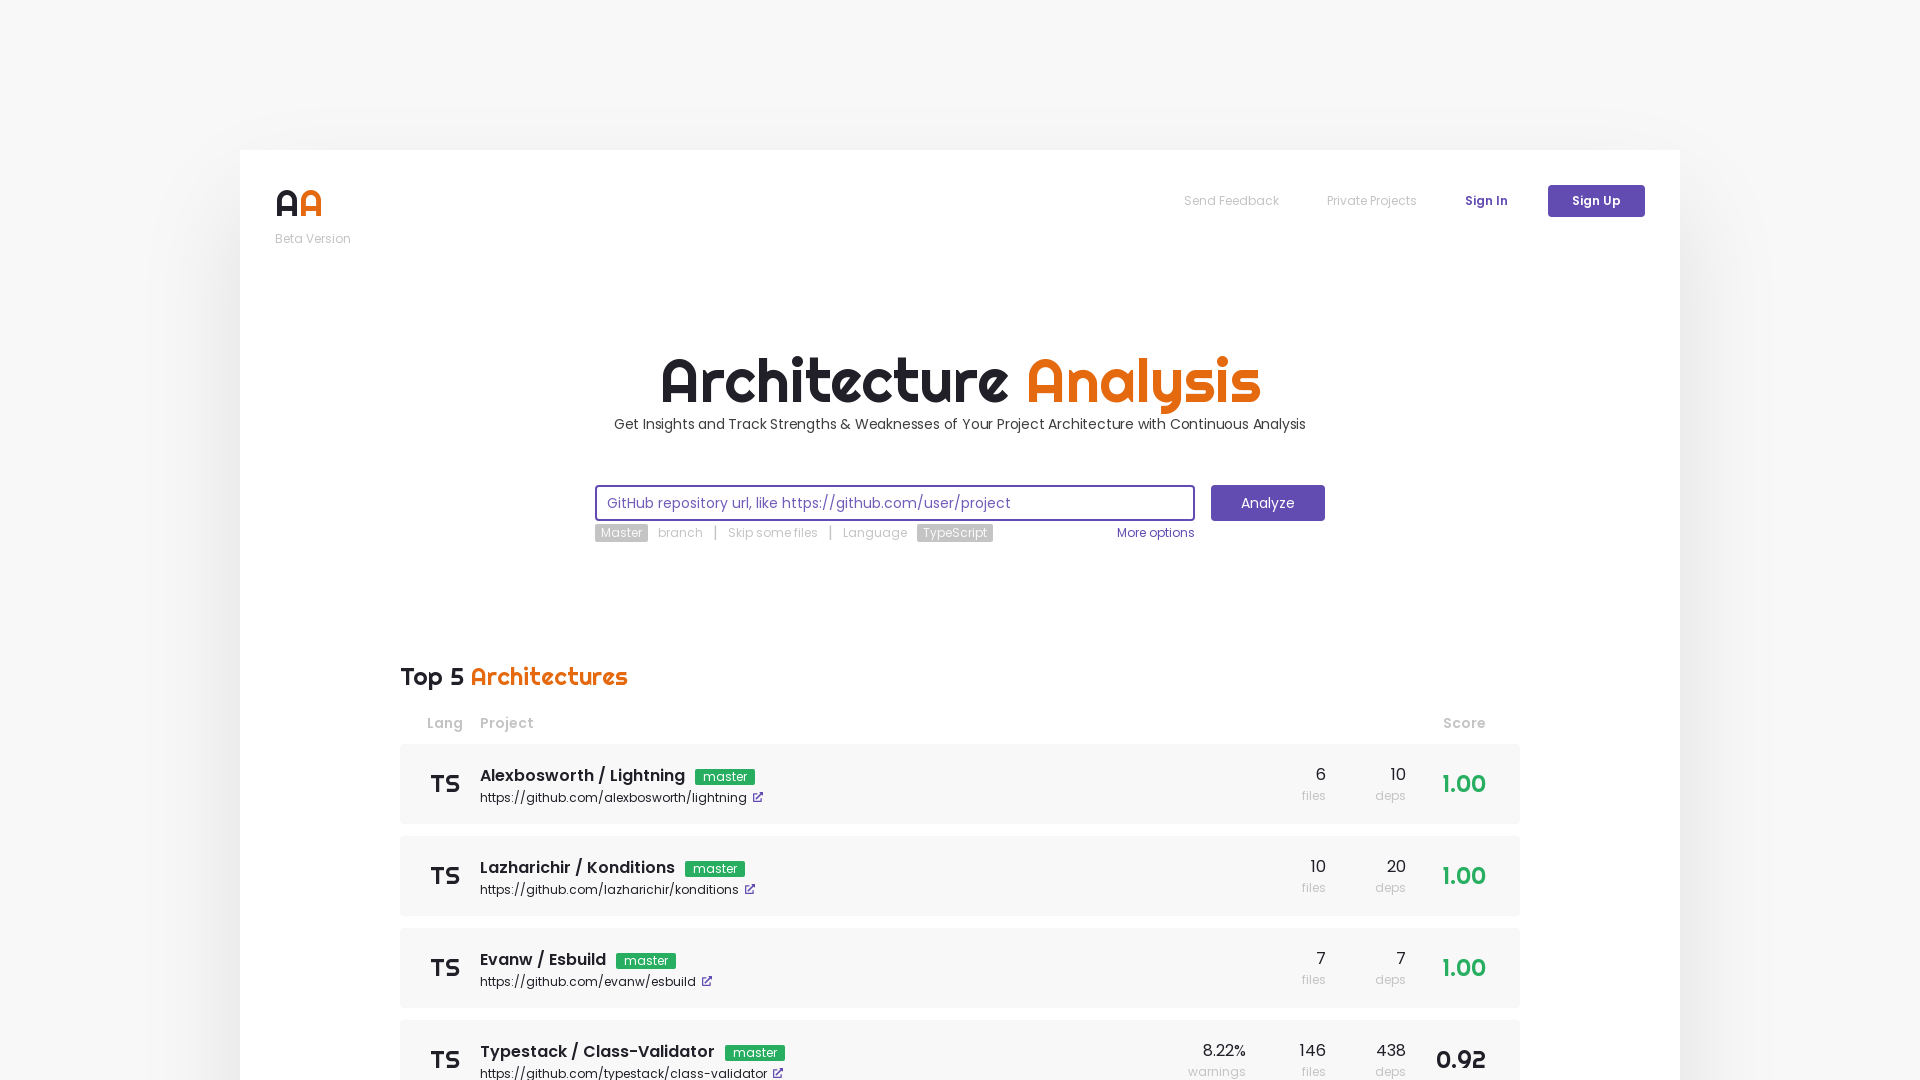 AA
Beta Version
Send Feedback Private Projects Sign In Sign Up
Architecture Analysis
Get Insights and Track Strengths & Weaknesses of Your Project Architecture with Continuous Analysis
GitHub repository url, like https://github.com/user/project Analyze
Master branch | Skip some files | Language TypeScript More options
Top 5 Architectures
Lang Project Score
TS Alexbosworth / Lightning master 6 10 1.00
https://github.com/alexbosworth/lightning files deps
TS Lazharichir / Konditions master 10 20 1.00
https://github.com/lazharichir/konditions files deps
TS Evanw / Esbuild master 7 7 1.00
https://github.com/evanw/esbuild files deps
TS Typestack / Class-Validator master 8.22% 146 438 0.92
https://github.com/typestack/class-validator warnings files deps